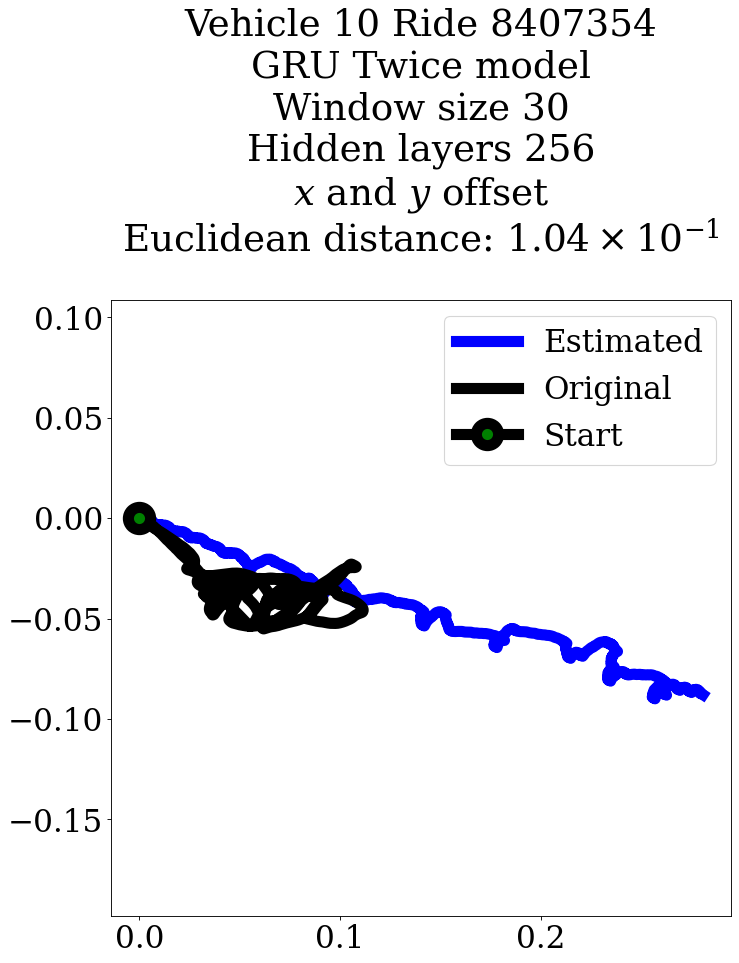 Vehicle 10 Ride 8407354
GRU Twice model
Window size 30
Hidden layers 256
x and y offset
Euclidean distance: 1.04 × 10⁻¹
Estimated
Original
Start
0.10
0.05
0.00
−0.05
−0.10
−0.15
0.0 0.1 0.2